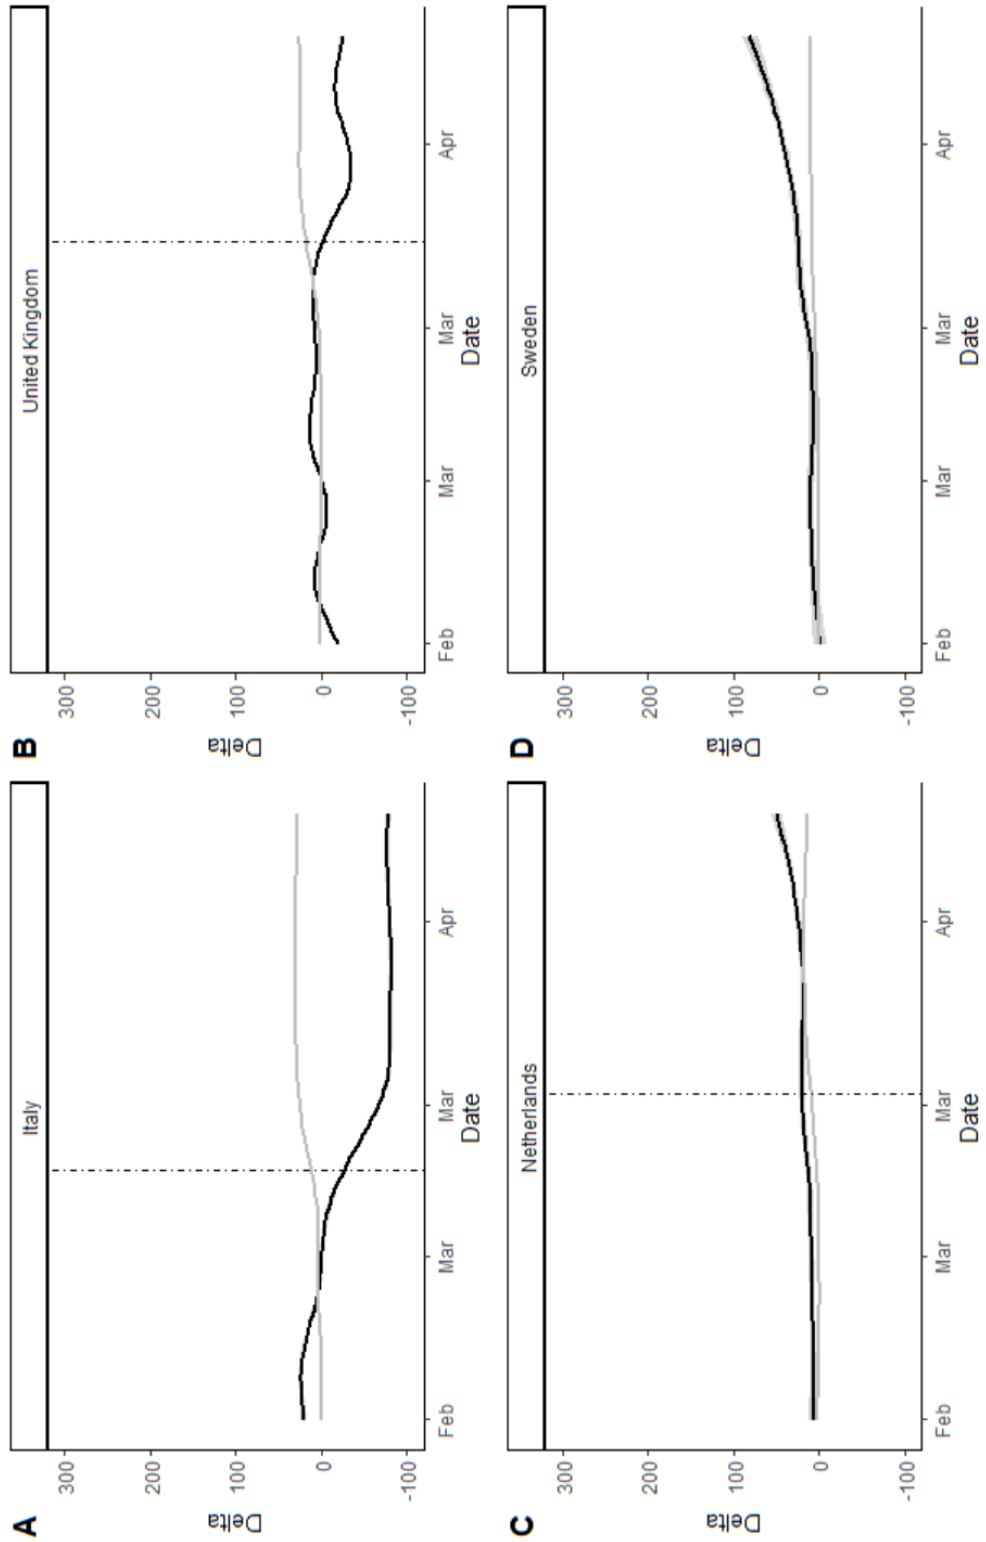 A
Italy
Delta
300
200
100
0
-100
Feb
Mar
Mar
Apr
Date
B
United Kingdom
Delta
300
200
100
0
-100
Feb
Mar
Mar
Apr
Date
C
Netherlands
Delta
300
200
100
0
-100
Feb
Mar
Mar
Apr
Date
D
Sweden
Delta
300
200
100
0
-100
Feb
Mar
Mar
Apr
Date